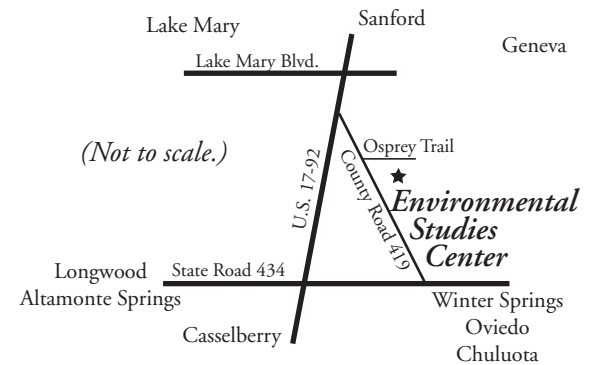 Sanford
Lake Mary
Geneva
Lake Mary Blvd.
(Not to scale.)
Osprey Trail
U.S. 17-92
County Road 419
Environmental
Studies
Center
Longwood
Altamonte Springs
State Road 434
Winter Springs
Oviedo
Chuluota
Casselberry